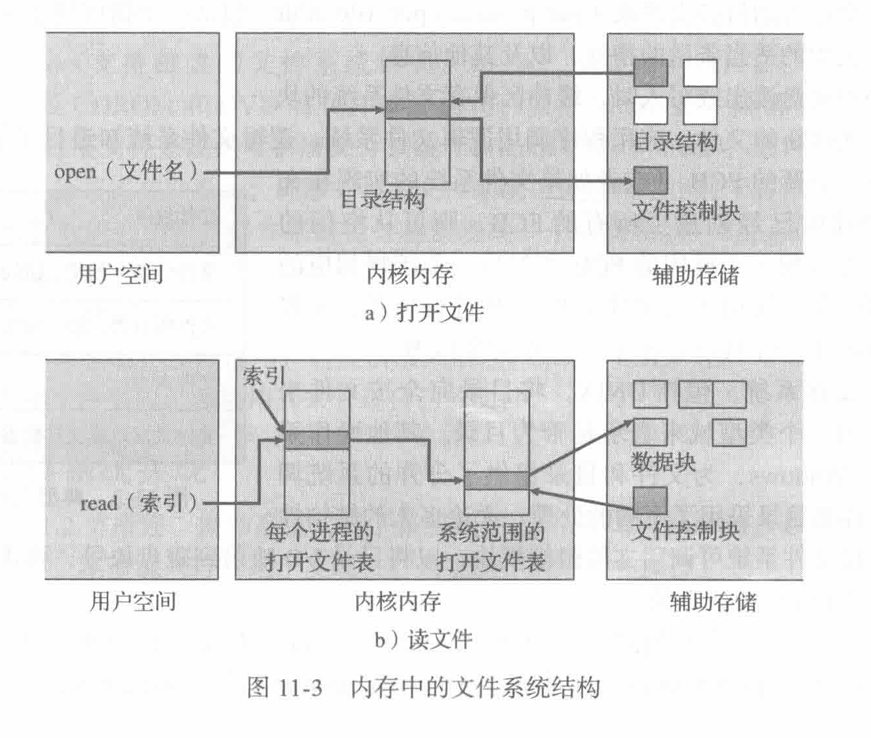 open（文件名）
目录结构
目录结构
文件控制块
用户空间
内核内存
辅助存储
a）打开文件
索引
read（索引）
每个进程的
打开文件表
系统范围的
打开文件表
数据块
文件控制块
用户空间
内核内存
辅助存储
b）读文件
图 11-3 内存中的文件系统结构